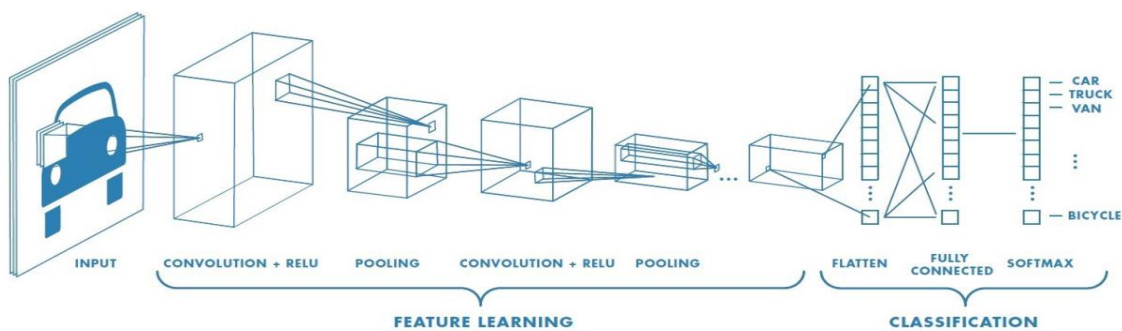 CAR
TRUCK
VAN
BICYCLE
INPUT CONVOLUTION + RELU POOLING CONVOLUTION + RELU POOLING FLATTEN FULLY CONNECTED SOFTMAX
FEATURE LEARNING CLASSIFICATION